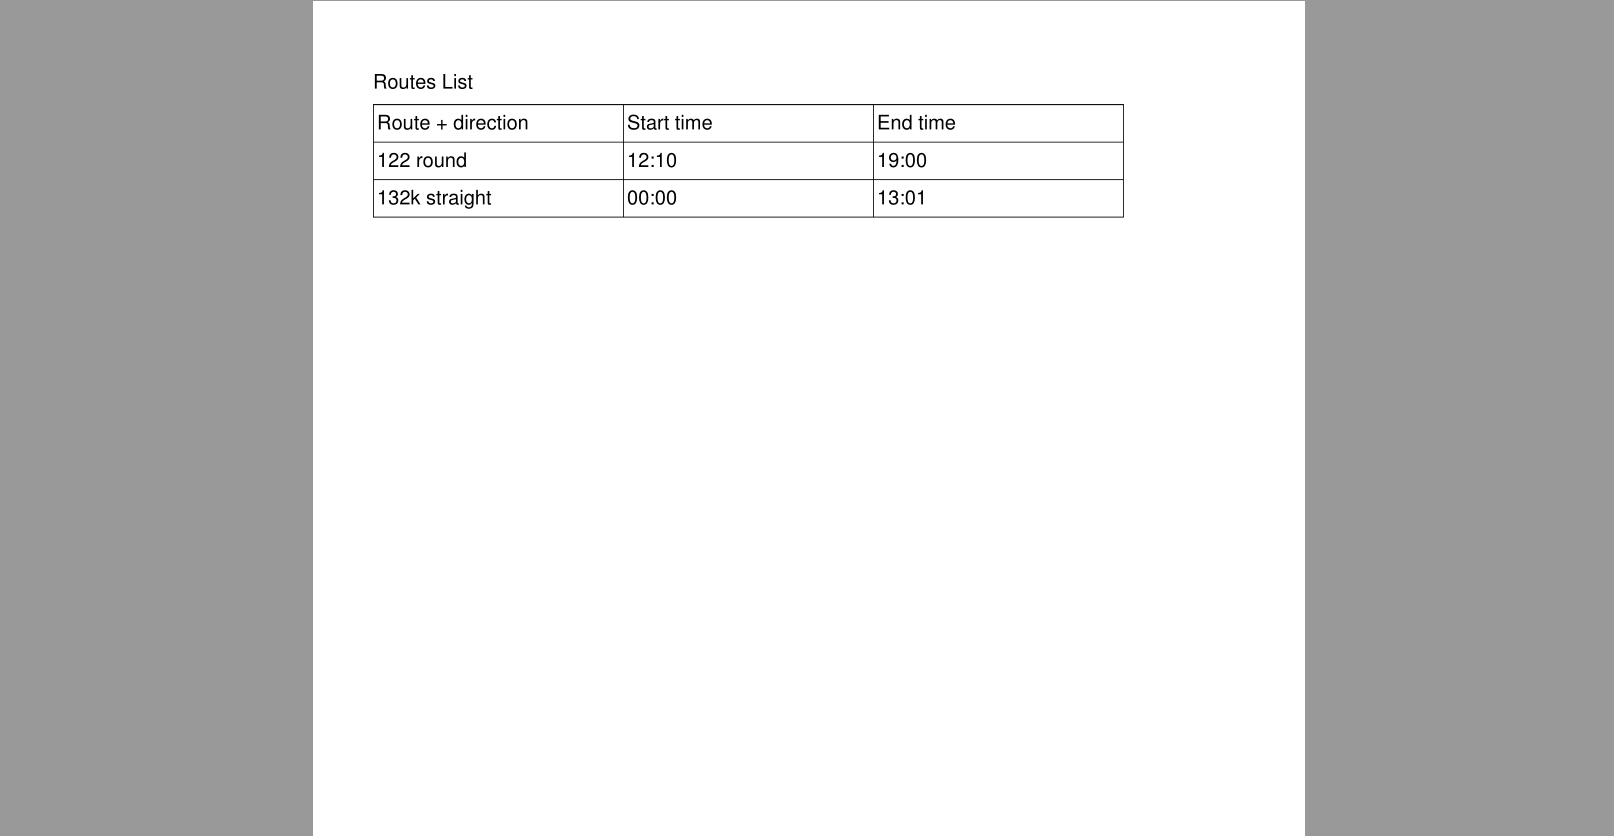 Routes List
Route + direction Start time End time
122 round 12:10 19:00
132k straight 00:00 13:01